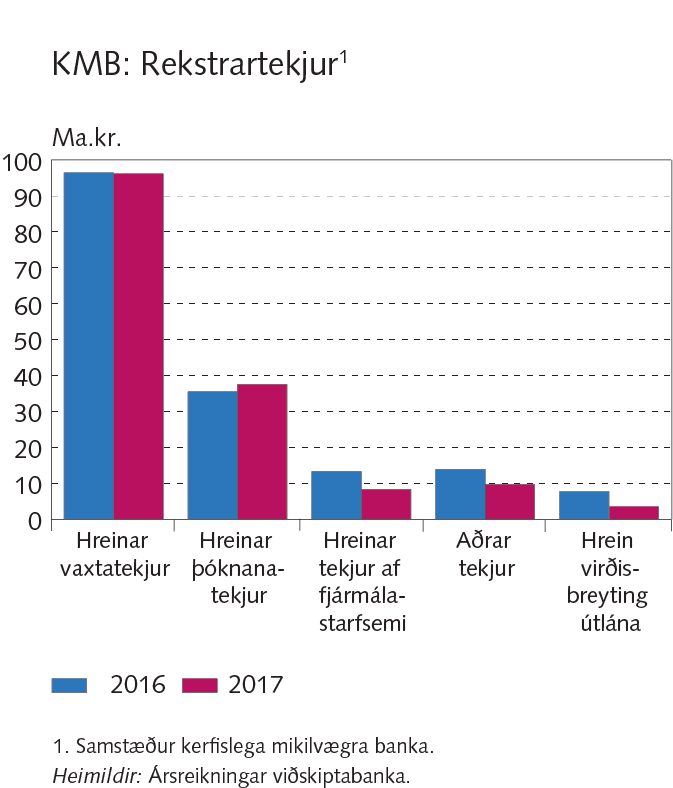 KMB: Rekstrartekjur¹
Ma.kr.
100
90
80
70
60
50
40
30
20
10
0
Hreinar vaxtatekjur
Hreinar þóknana-tekjur
Hreinar tekjur af fjármála-starfsemi
Aðrar tekjur
Hrein virðis-breyting útlána
2016 2017
1. Samstæður kerfislega mikilvægra banka.
Heimildir: Ársreikningar viðskiptabanka.